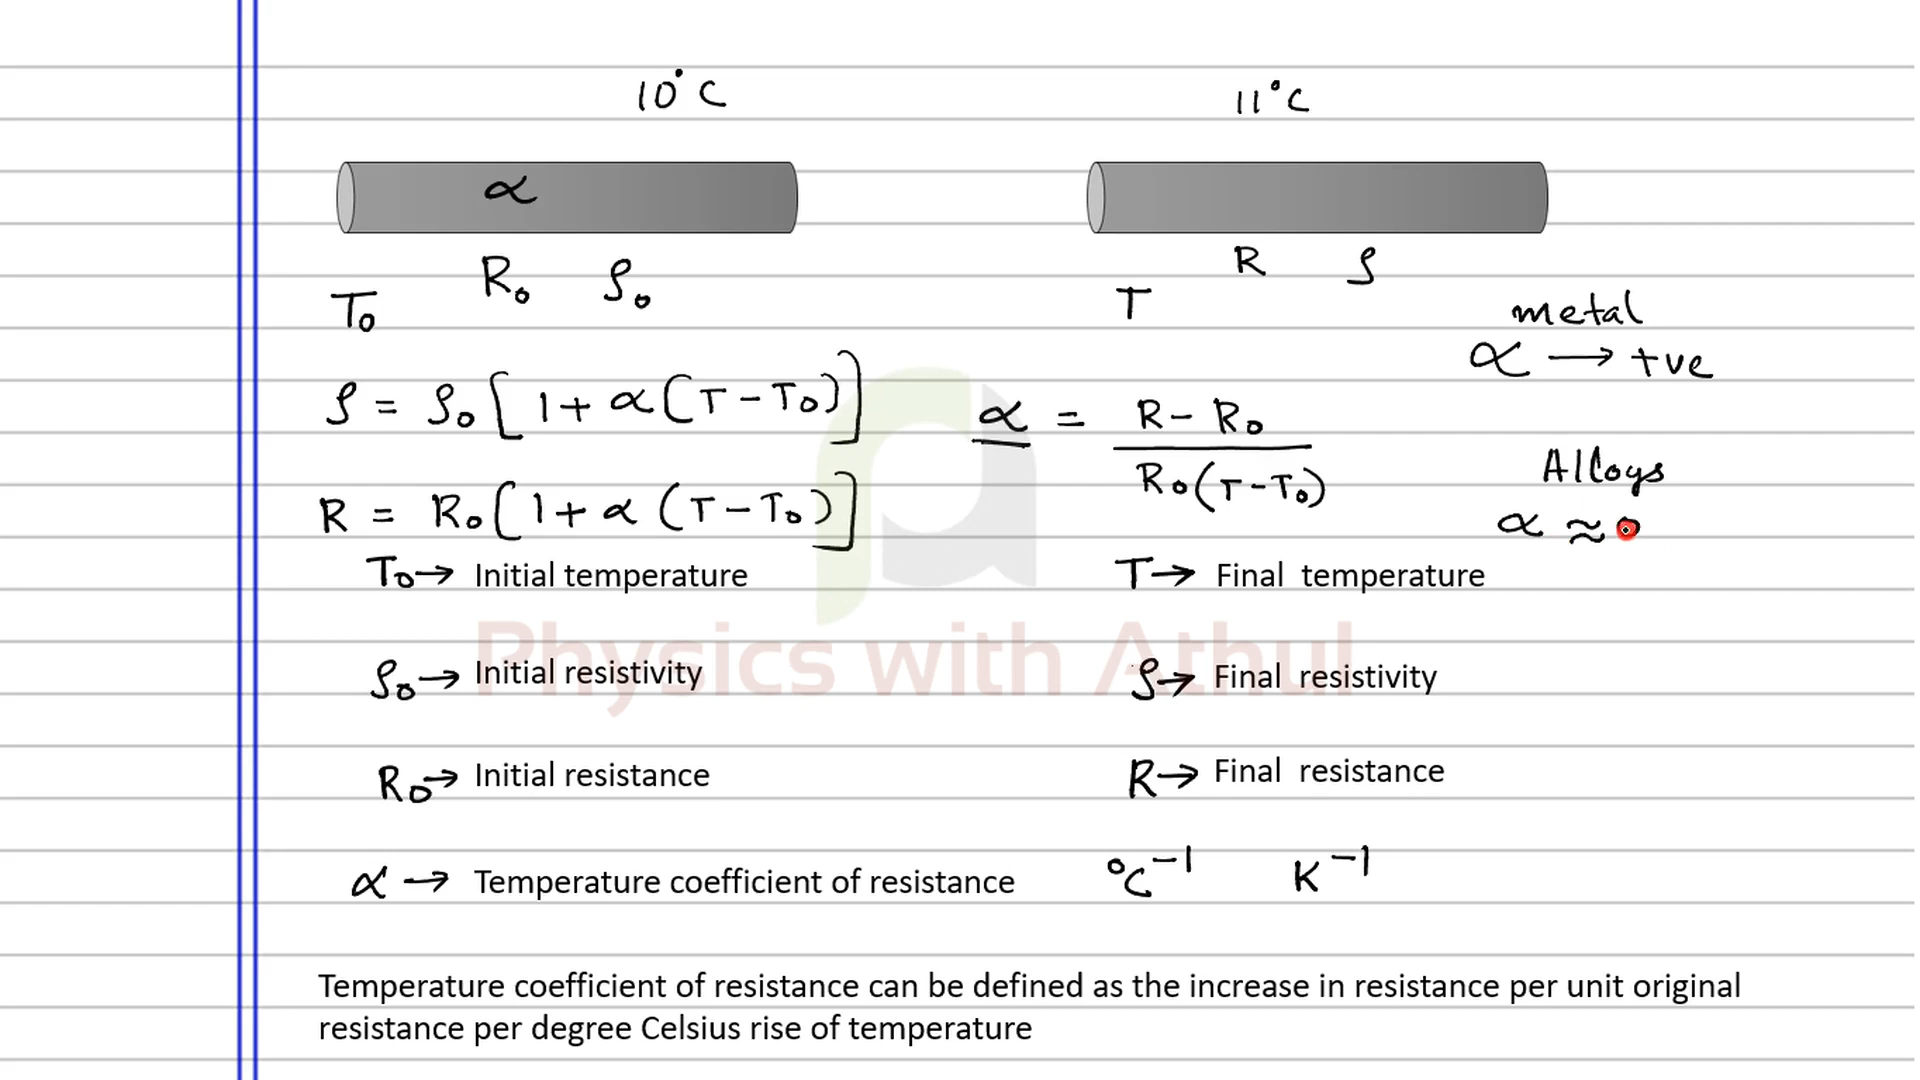 10°C
11°C
α
R₀ ρ₀
R ρ
T₀
T
metal
α → +ve
ρ = ρ₀[1 + α(T - T₀)]
α = R - R₀ / R₀(T - T₀)
Alloys
α ≈ 0
R = R₀[1 + α(T - T₀)]
T₀ → Initial temperature
T → Final temperature
Physics with Athul
ρ₀ → Initial resistivity
ρ → Final resistivity
R₀ → Initial resistance
R → Final resistance
α → Temperature coefficient of resistance °C⁻¹ K⁻¹
Temperature coefficient of resistance can be defined as the increase in resistance per unit original
resistance per degree Celsius rise of temperature